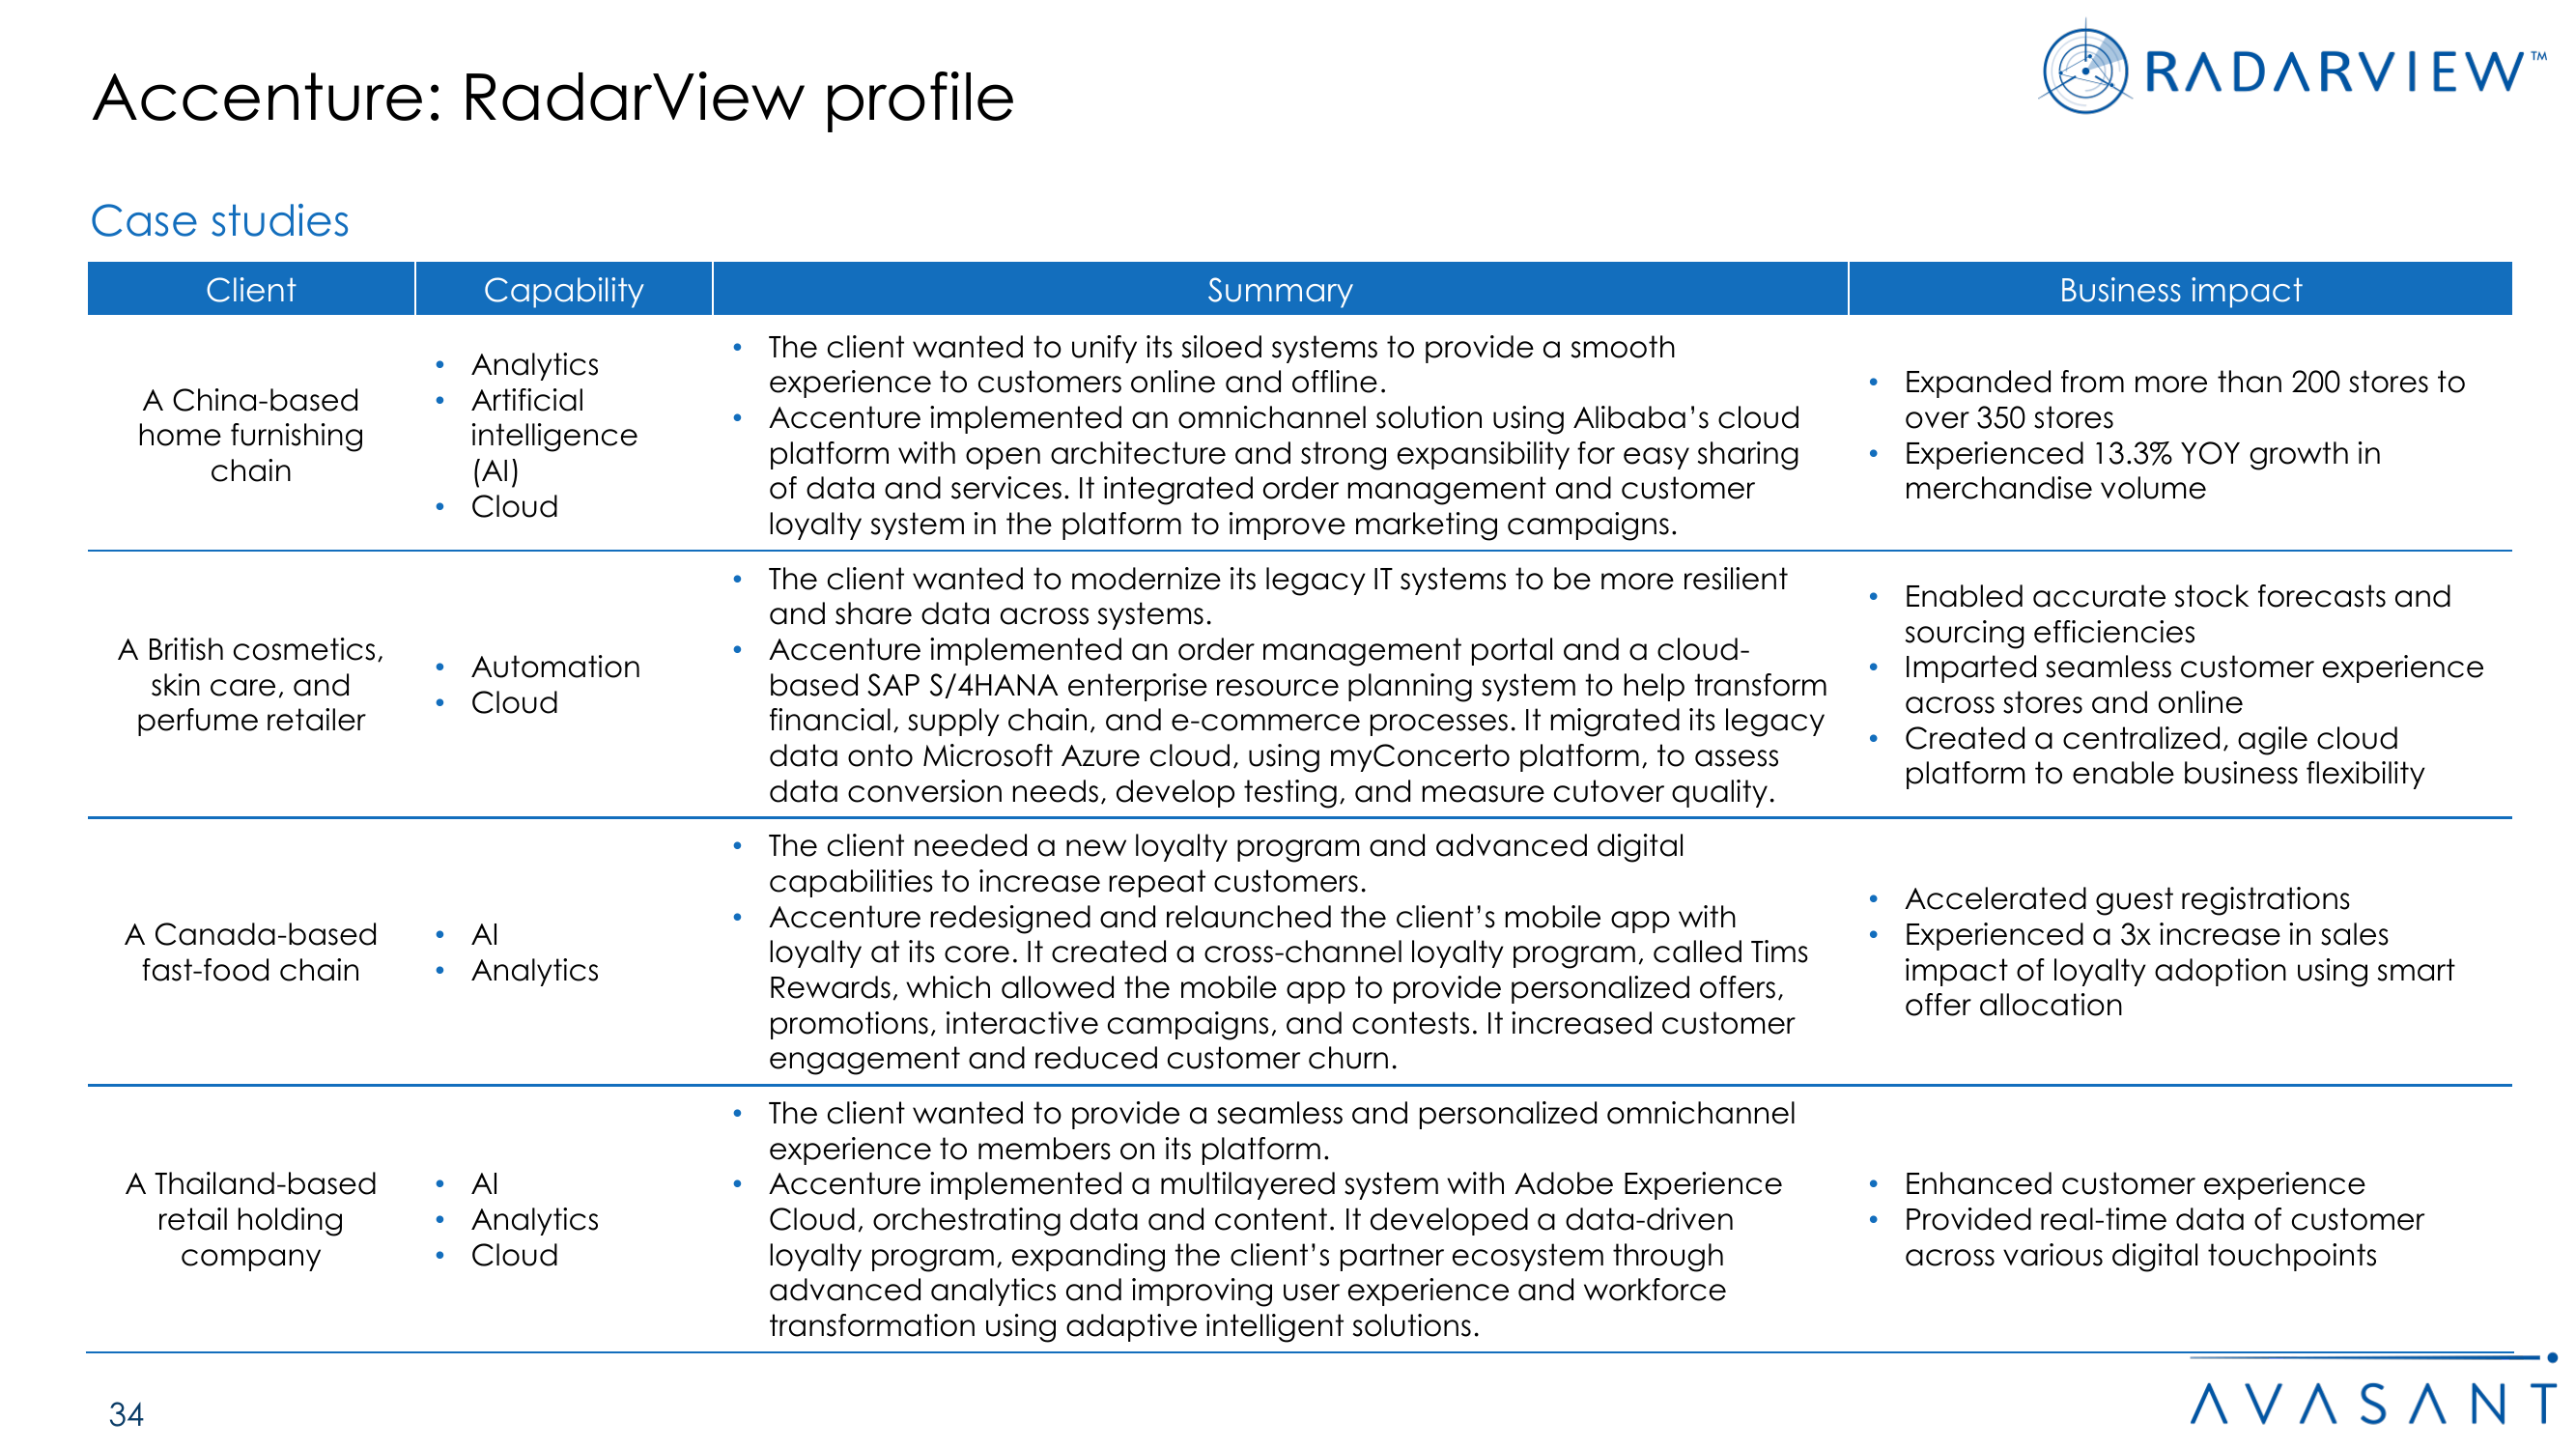 Accenture: RadarView profile
RADARVIEW™
Case studies
Client
Capability
Summary
Business impact
A China-based
home furnishing
chain
• Analytics
• Artificial
intelligence
(AI)
• Cloud
• The client wanted to unify its siloed systems to provide a smooth
experience to customers online and offline.
• Accenture implemented an omnichannel solution using Alibaba’s cloud
platform with open architecture and strong expansibility for easy sharing
of data and services. It integrated order management and customer
loyalty system in the platform to improve marketing campaigns.
• Expanded from more than 200 stores to
over 350 stores
• Experienced 13.3% YOY growth in
merchandise volume
A British cosmetics,
skin care, and
perfume retailer
• Automation
• Cloud
• The client wanted to modernize its legacy IT systems to be more resilient
and share data across systems.
• Accenture implemented an order management portal and a cloud-
based SAP S/4HANA enterprise resource planning system to help transform
financial, supply chain, and e-commerce processes. It migrated its legacy
data onto Microsoft Azure cloud, using myConcerto platform, to assess
data conversion needs, develop testing, and measure cutover quality.
• Enabled accurate stock forecasts and
sourcing efficiencies
• Imparted seamless customer experience
across stores and online
• Created a centralized, agile cloud
platform to enable business flexibility
A Canada-based
fast-food chain
• AI
• Analytics
• The client needed a new loyalty program and advanced digital
capabilities to increase repeat customers.
• Accenture redesigned and relaunched the client’s mobile app with
loyalty at its core. It created a cross-channel loyalty program, called Tims
Rewards, which allowed the mobile app to provide personalized offers,
promotions, interactive campaigns, and contests. It increased customer
engagement and reduced customer churn.
• Accelerated guest registrations
• Experienced a 3x increase in sales
impact of loyalty adoption using smart
offer allocation
A Thailand-based
retail holding
company
• AI
• Analytics
• Cloud
• The client wanted to provide a seamless and personalized omnichannel
experience to members on its platform.
• Accenture implemented a multilayered system with Adobe Experience
Cloud, orchestrating data and content. It developed a data-driven
loyalty program, expanding the client’s partner ecosystem through
advanced analytics and improving user experience and workforce
transformation using adaptive intelligent solutions.
• Enhanced customer experience
• Provided real-time data of customer
across various digital touchpoints
34
AVASANT